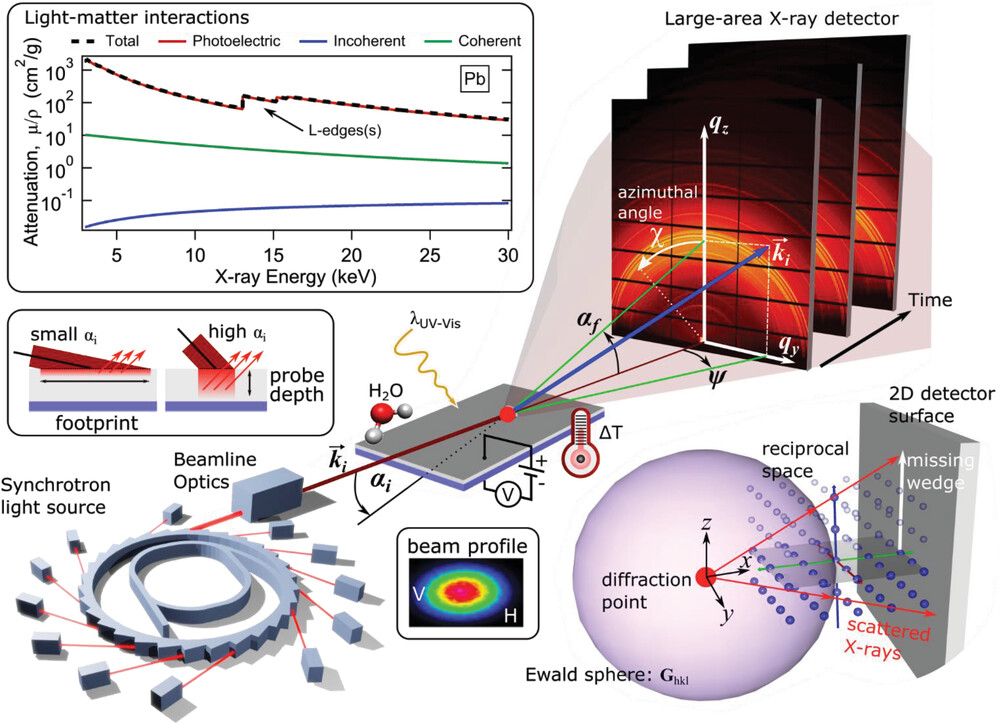 Light-matter interactions
Total Photoelectric Incoherent Coherent
Attenuation, μ/ρ (cm²/g)
10³
10²
10¹
10⁰
10⁻¹
Pb
L-edges(s)
5 10 15 20 25 30
X-ray Energy (keV)
Large-area X-ray detector
q_z
azimuthal
angle
χ
k⃗_i
α_f
q_y
ψ
Time
small α_i
high α_i
probe
depth
footprint
λ_UV-Vis
H₂O
ΔT
+
-
V
k⃗_i
α_i
Beamline
Optics
Synchrotron
light source
beam profile
V
H
2D detector
surface
reciprocal
space
missing
wedge
z
x
y
diffraction
point
scattered
X-rays
Ewald sphere: G_hkl